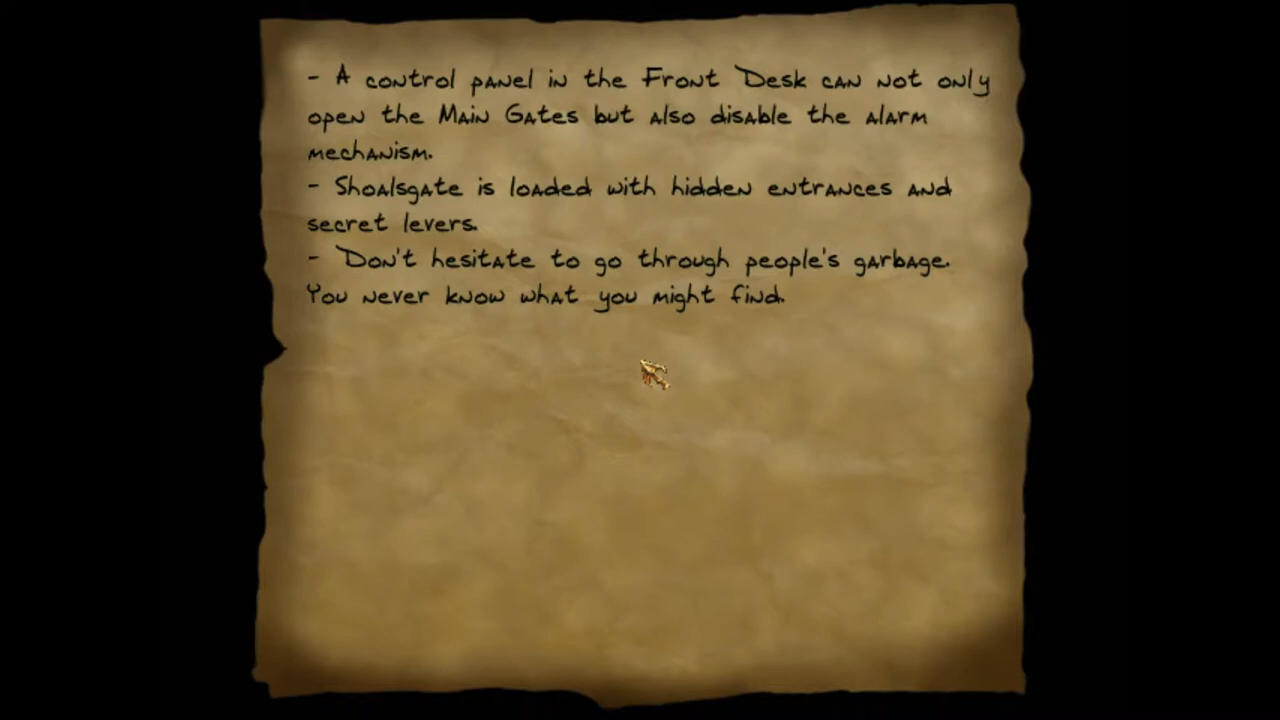 - A control panel in the Front Desk can not only
open the Main Gates but also disable the alarm
mechanism.
- Shoalsgate is loaded with hidden entrances and
secret levers.
- Don't hesitate to go through people's garbage.
You never know what you might find.